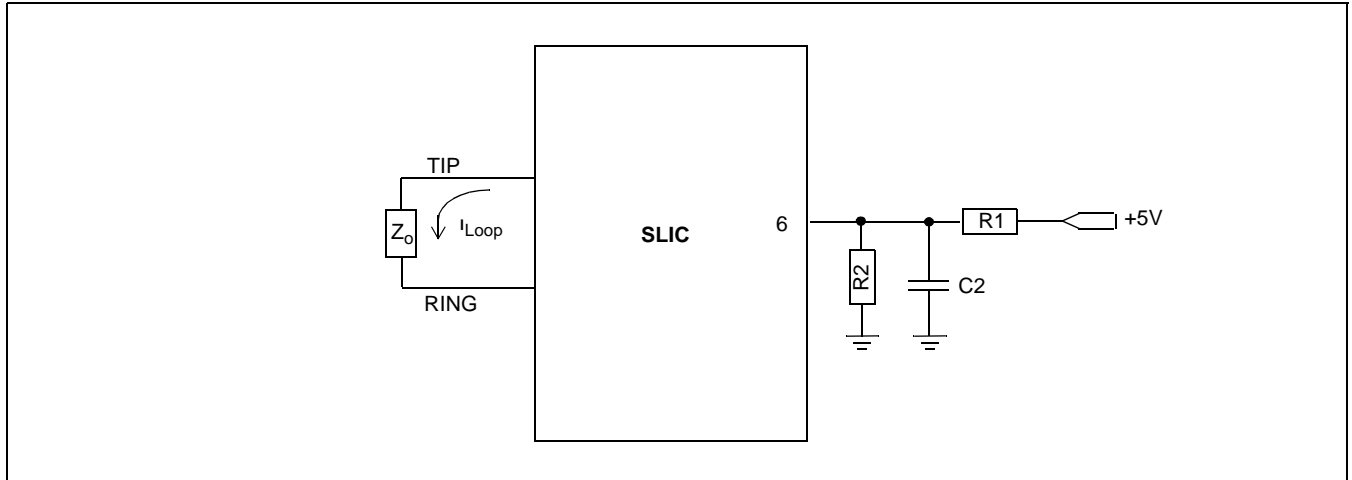 TIP
Zo
ILoop
RING
SLIC
6
R2
C2
R1
+5V